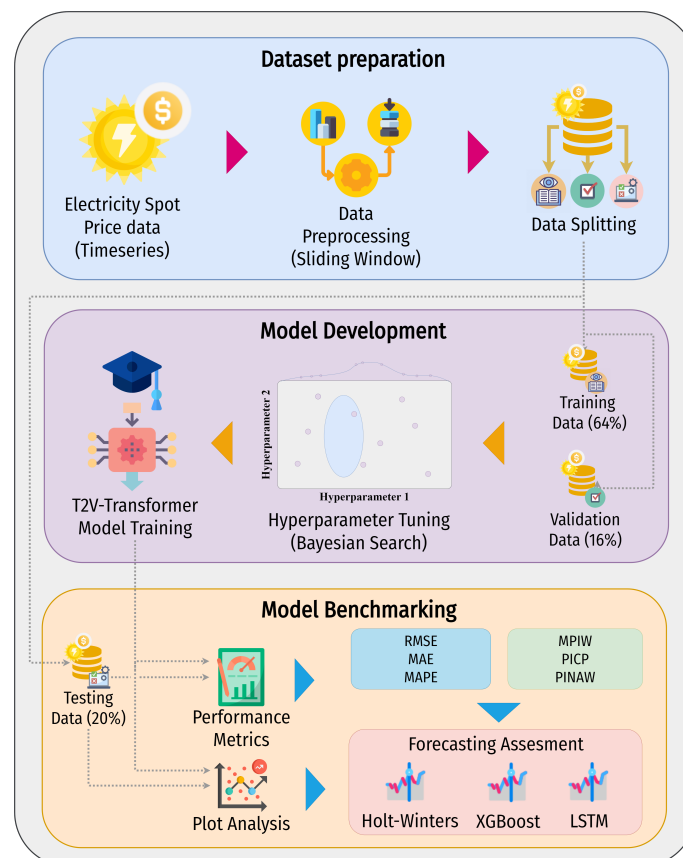 Dataset preparation
$
$
Electricity Spot
Price data
(Timeseries)
Data
Preprocessing
(Sliding Window)
Data Splitting
Model Development
T2V-Transformer
Model Training
Hyperparameter 2
Hyperparameter 1
Hyperparameter Tuning
(Bayesian Search)
$
Training
Data (64%)
$
Validation
Data (16%)
Model Benchmarking
$
Testing
Data (20%)
Performance
Metrics
Plot Analysis
RMSE
MAE
MAPE
MPIW
PICP
PINAW
Forecasting Assesment
Holt-Winters
XGBoost
LSTM